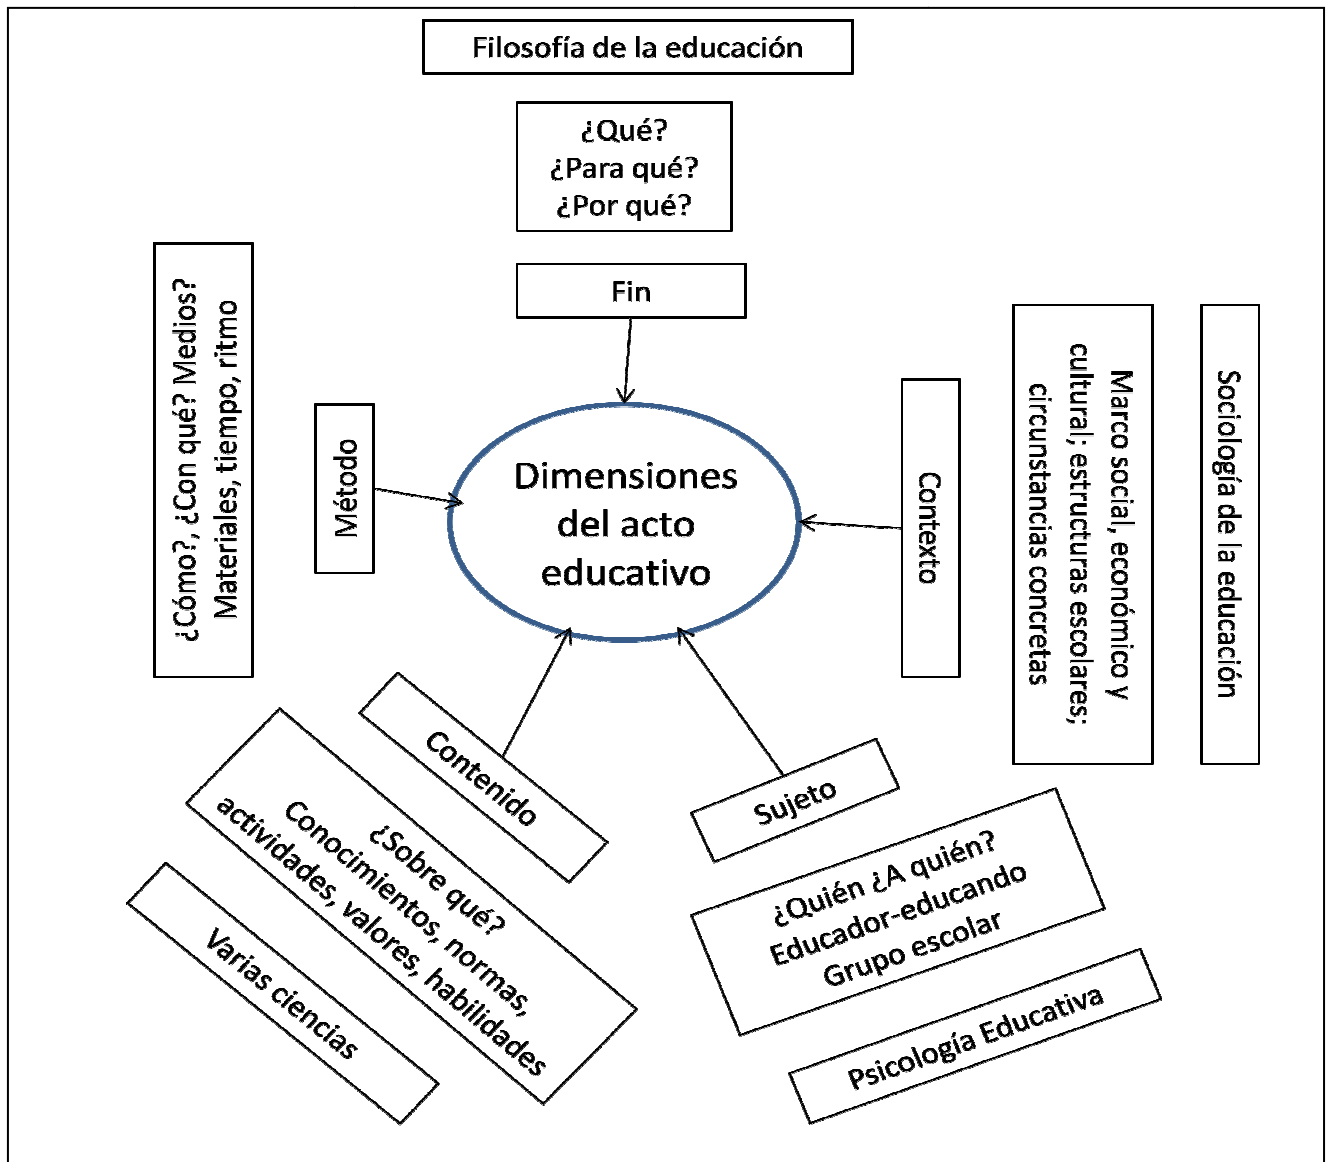 Filosofía de la educación
¿Qué?
¿Para qué?
¿Por qué?
Fin
Dimensiones
del acto
educativo
¿Cómo?, ¿Con qué? Medios?
Materiales, tiempo, ritmo
Método
Contexto
Marco social, económico y
cultural; estructuras escolares;
circunstancias concretas
Sociología de la educación
Contenido
¿Sobre qué?
Conocimientos, normas,
actividades, valores, habilidades
Varias ciencias
Sujeto
¿Quién ¿A quién?
Educador-educando
Grupo escolar
Psicología Educativa